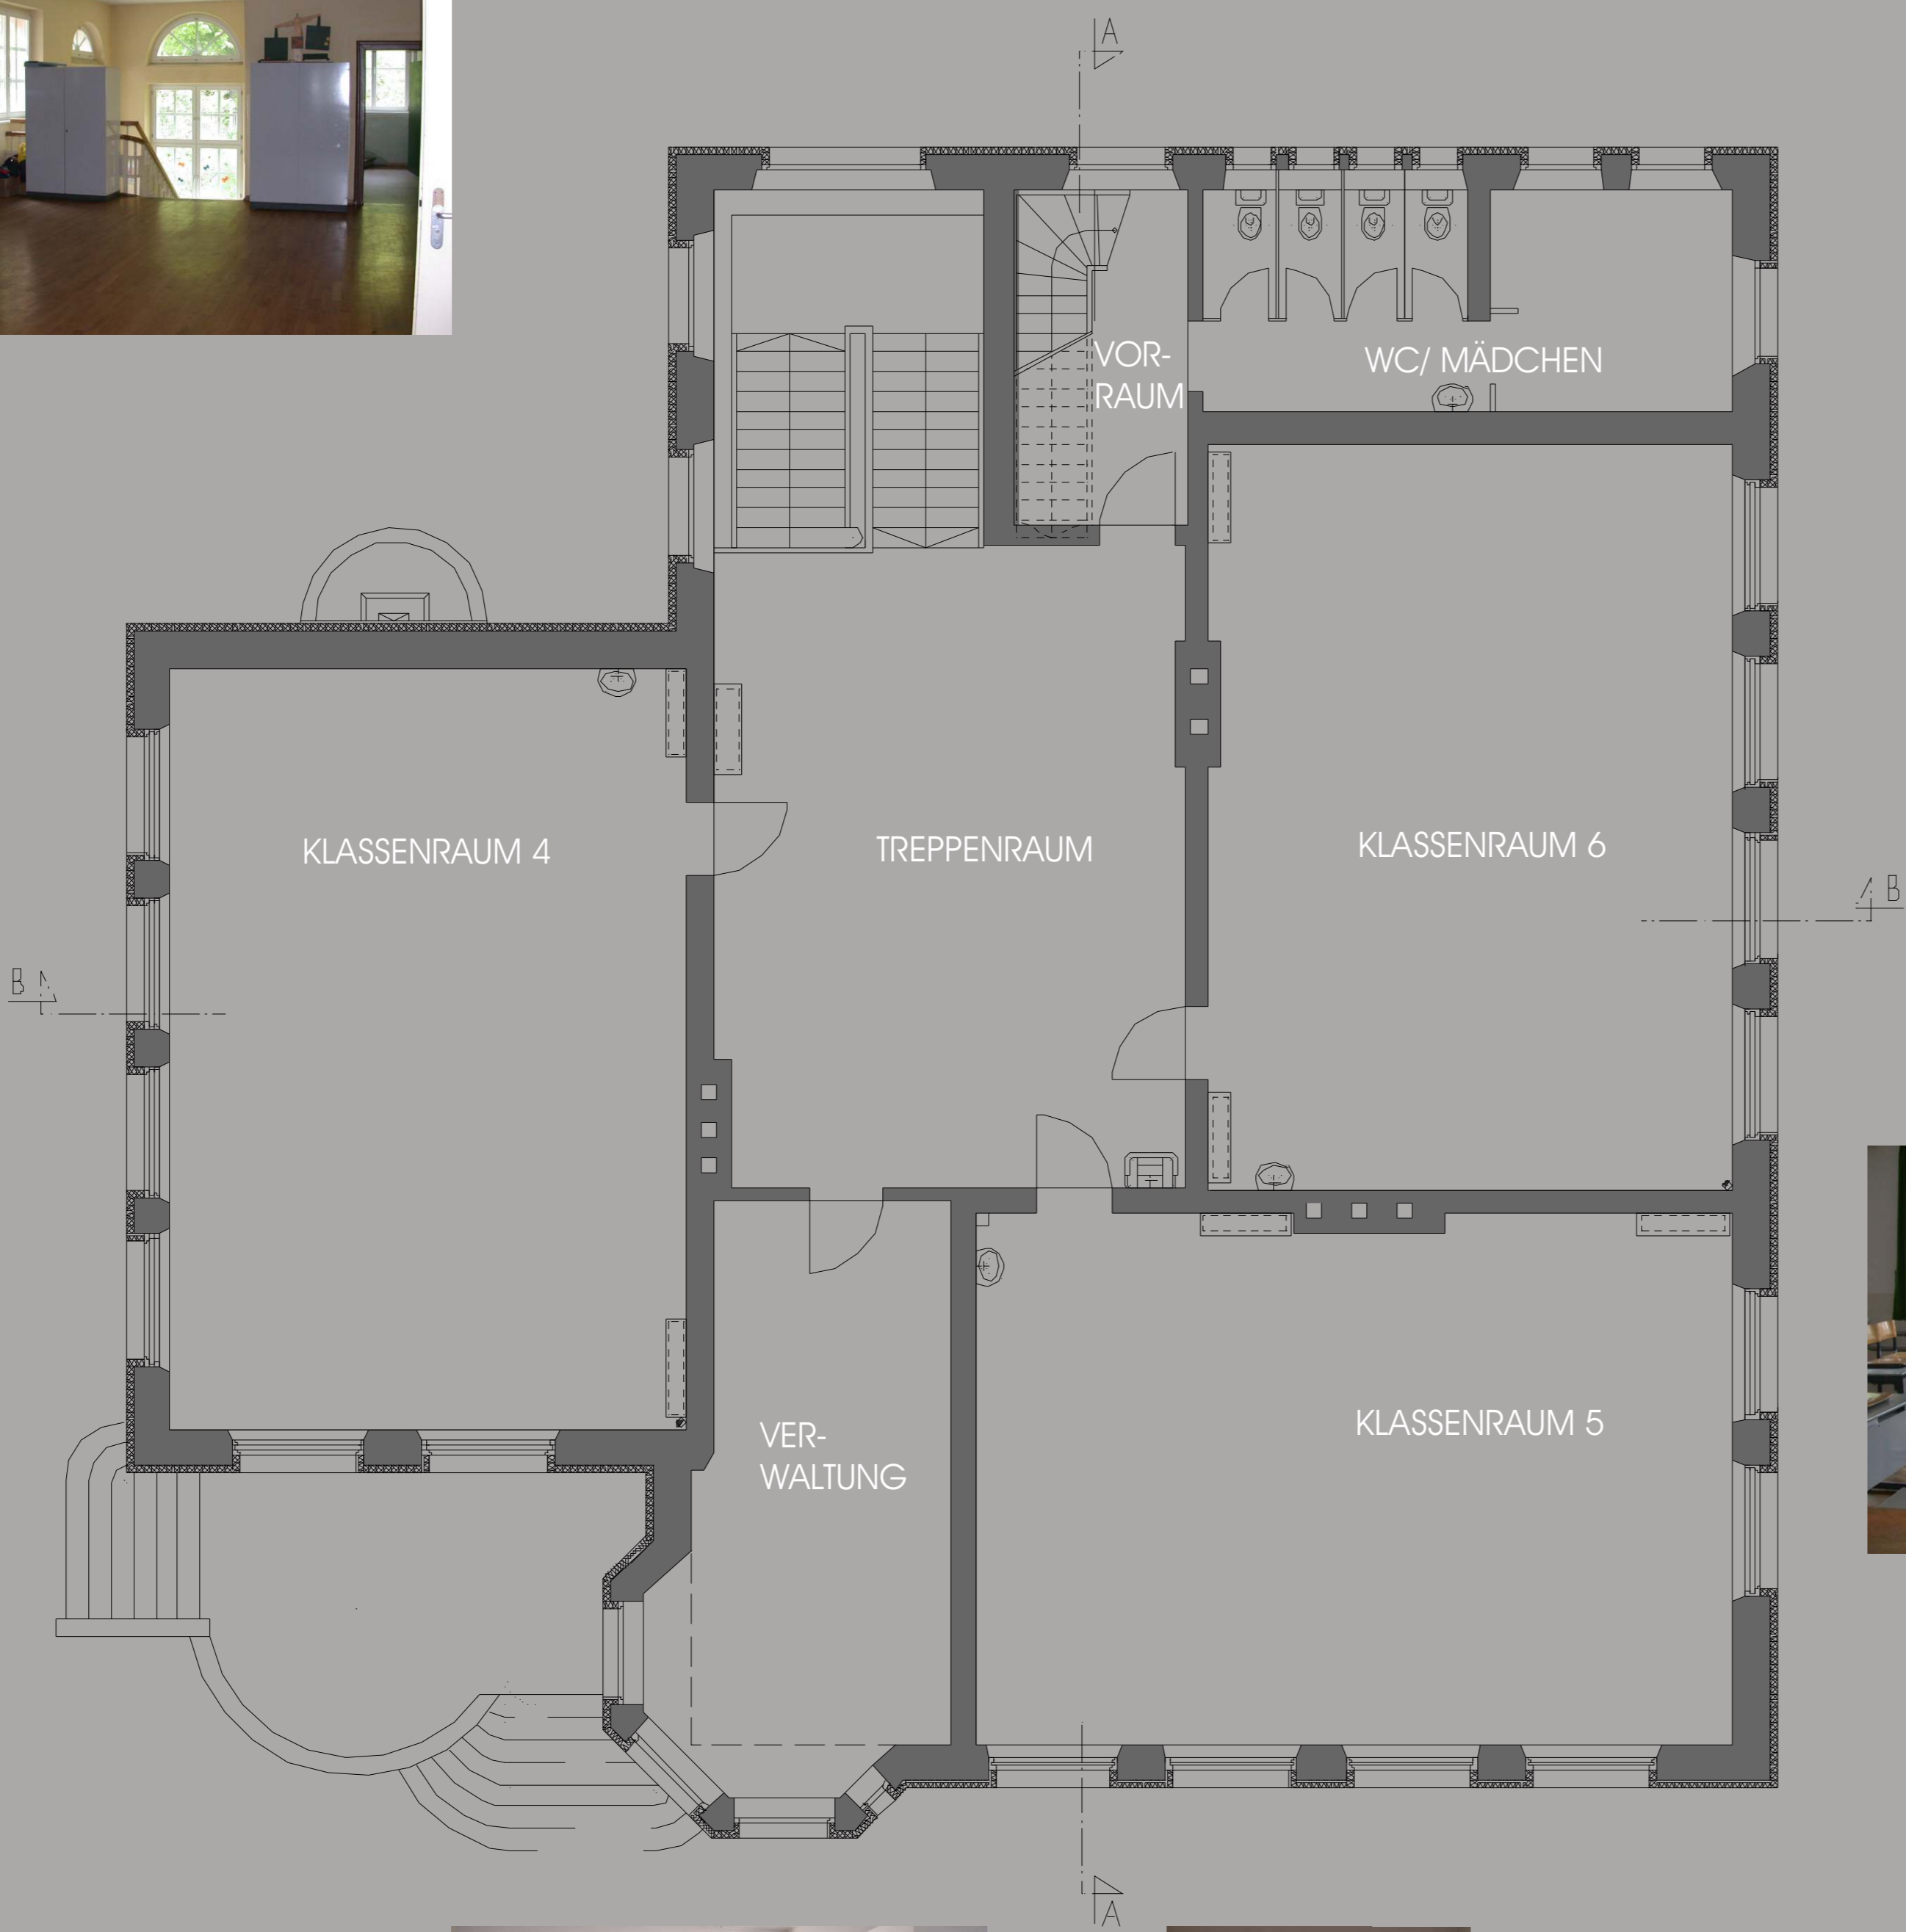 A
VOR-
RAUM
WC/ MÄDCHEN
KLASSENRAUM 4
TREPPENRAUM
KLASSENRAUM 6
B
B
VER-
WALTUNG
KLASSENRAUM 5
A